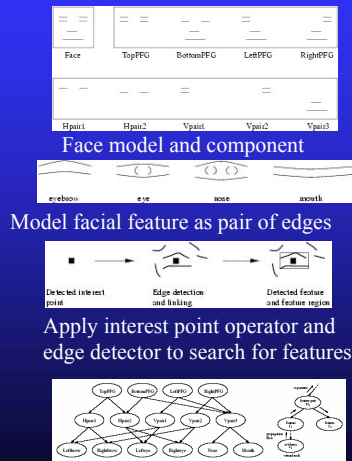 Face TopPFG BottomPFG LeftPFG RightPFG
Hpair1 Hpair2 Vpair1 Vpair2 Vpair3
Face model and component
eyebrow eye nose mouth
Model facial feature as pair of edges
Detected interest point
Edge detection and linking
Detected feature and feature region
Apply interest point operator and
edge detector to search for features
TopPFG BottomPFG LeftPFG RightPFG
Hpair1 Hpair2 Vpair1 Vpair2 Vpair3
Leftbrow Rightbrow Lefteye Righteye Nose Mouth